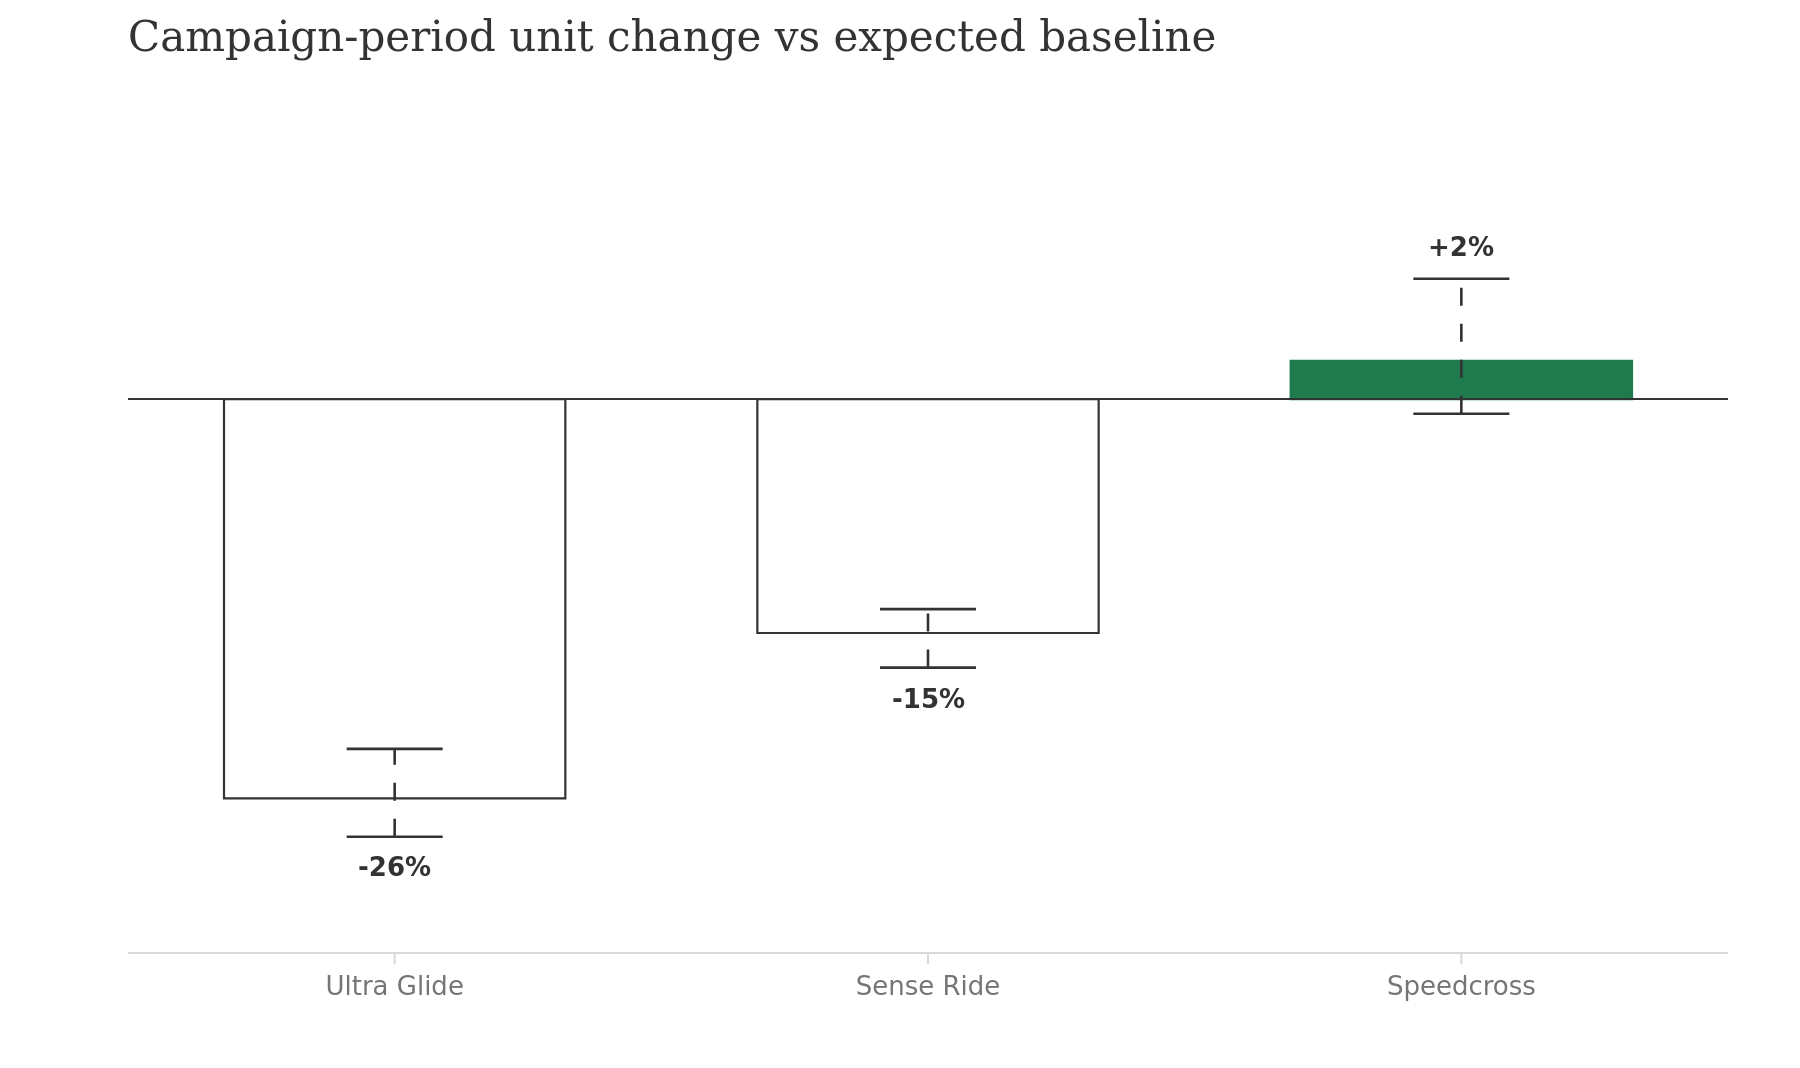 Campaign-period unit change vs expected baseline
+2%
-15%
-26%
Ultra Glide
Sense Ride
Speedcross